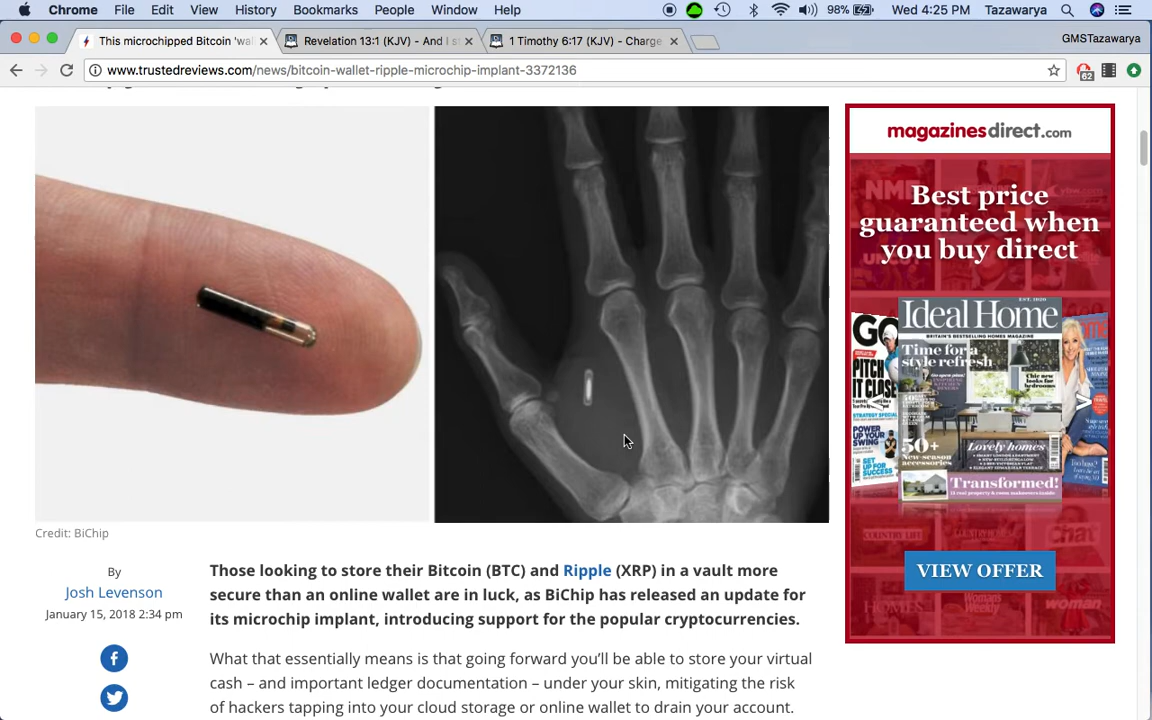 Chrome File Edit View History Bookmarks People Window Help 98% Wed 4:25 PM Tazawarya
This microchipped Bitcoin 'wal
Revelation 13:1 (KJV) - And I s
1 Timothy 6:17 (KJV) - Charge
GMSTazawarya
www.trustedreviews.com/news/bitcoin-wallet-ripple-microchip-implant-3372136
62
magazinesdirect.com
Best price
guaranteed when
you buy direct
Ideal Home
Time for a
style refresh
PITCH
IT CLOSE
POWER UP
YOUR SWING
SET UP
FOR
SUCCESS
50+
New-season
accessories
Lovely homes
Transformed!
VIEW OFFER
Credit: BiChip
By
Josh Levenson
January 15, 2018 2:34 pm
Those looking to store their Bitcoin (BTC) and Ripple (XRP) in a vault more
secure than an online wallet are in luck, as BiChip has released an update for
its microchip implant, introducing support for the popular cryptocurrencies.
What that essentially means is that going forward you'll be able to store your virtual
cash – and important ledger documentation – under your skin, mitigating the risk
of hackers tapping into your cloud storage or online wallet to drain your account.